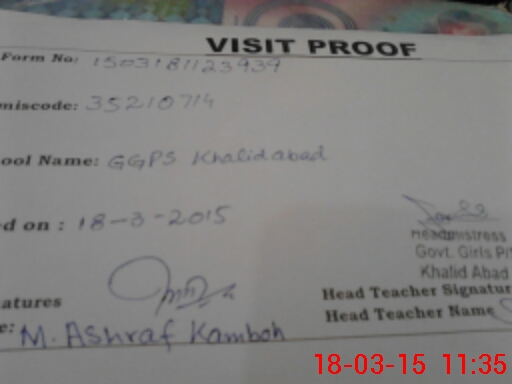 VISIT PROOF
Form No: 1503181123939
miscode: 35210714
ool Name: GGPS Khalidabad
d on : 18-3-2015
Headmistress
Govt. Girls P/
Khalid Abad
atures
Head Teacher Signatur
Head Teacher Name
e: M. Ashraf Kamboh
18-03-15 11:35